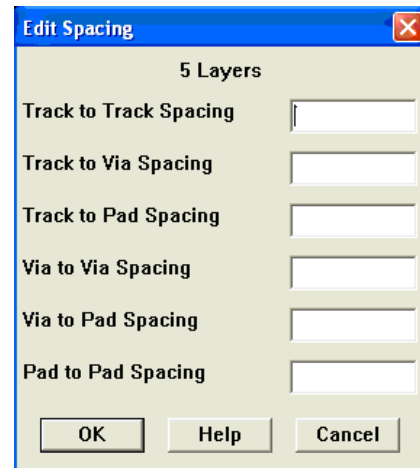 Edit Spacing
5 Layers
Track to Track Spacing
Track to Via Spacing
Track to Pad Spacing
Via to Via Spacing
Via to Pad Spacing
Pad to Pad Spacing
OK Help Cancel